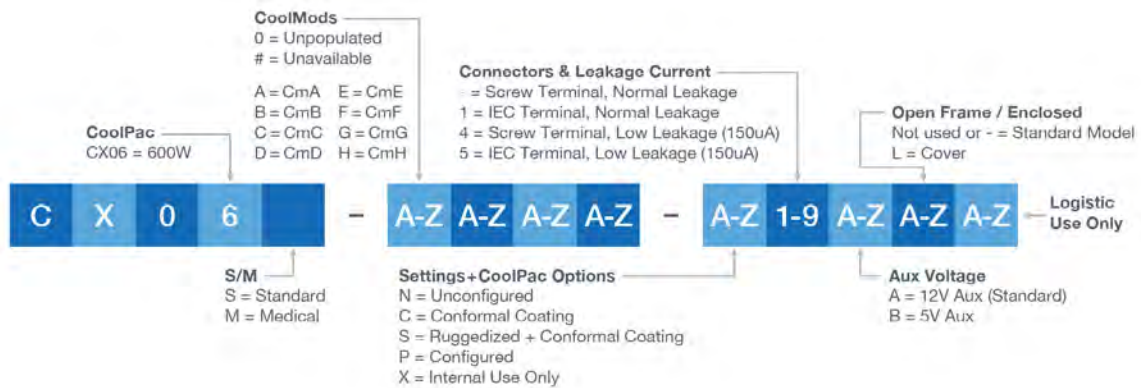 CoolMods
0 = Unpopulated
# = Unavailable
A = CmA E = CmE
B = CmB F = CmF
C = CmC G = CmG
D = CmD H = CmH
Connectors & Leakage Current
- = Screw Terminal, Normal Leakage
1 = IEC Terminal, Normal Leakage
4 = Screw Terminal, Low Leakage (150uA)
5 = IEC Terminal, Low Leakage (150uA)
Open Frame / Enclosed
Not used or - = Standard Model
L = Cover
CoolPac
CX06 = 600W
C X 0 6 - A-Z A-Z A-Z A-Z - A-Z 1-9 A-Z A-Z A-Z
Logistic
Use Only
S/M
S = Standard
M = Medical
Settings+CoolPac Options
N = Unconfigured
C = Conformal Coating
S = Ruggedized + Conformal Coating
P = Configured
X = Internal Use Only
Aux Voltage
A = 12V Aux (Standard)
B = 5V Aux